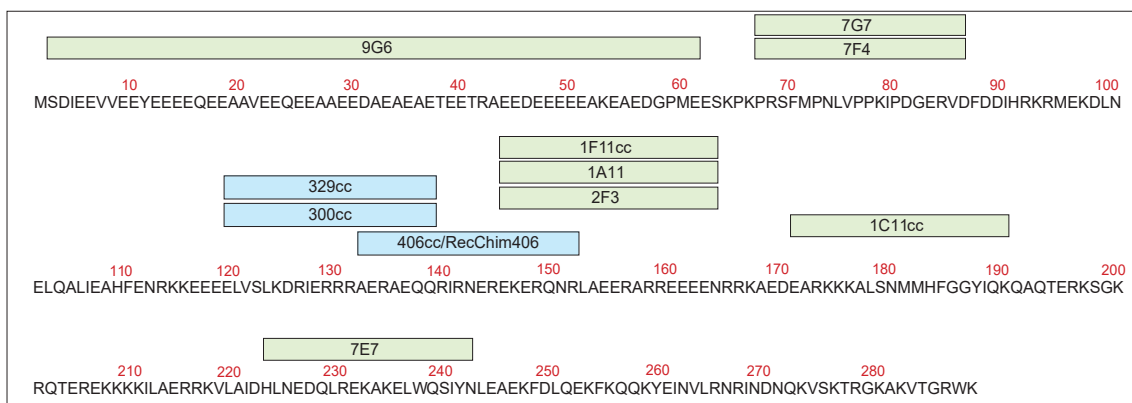 7G7
9G6
7F4
10 20 30 40 50 60 70 80 90 100
MSDIEEVVEEYEEEEQEEAAVEEQEEAAEEDAEAEAETEETRAEEDEEEEEAKEAEDGPMEESKPKPRSFMPNLVPPKIPDGERVDFDDIHRKRMEKDLN
1F11cc
1A11
329cc
2F3
300cc
1C11cc
406cc/RecChim406
110 120 130 140 150 160 170 180 190 200
ELQALIEAHFENRKKEEEELVSLKDRIERRRAERAEQQRIRNEREKERQNRLAEERARREEEENRRKAEDEARKKKALSNMMHFGGYIQKQAQTERKSGK
7E7
210 220 230 240 250 260 270 280
RQTEREKKKKILAERRKVLAIDHLNEDQLREKAKELWQSIYNLEAEKFDLQEKFKQQKYEINVLRNRINDNQKVSKTRGKAKVTGRWK